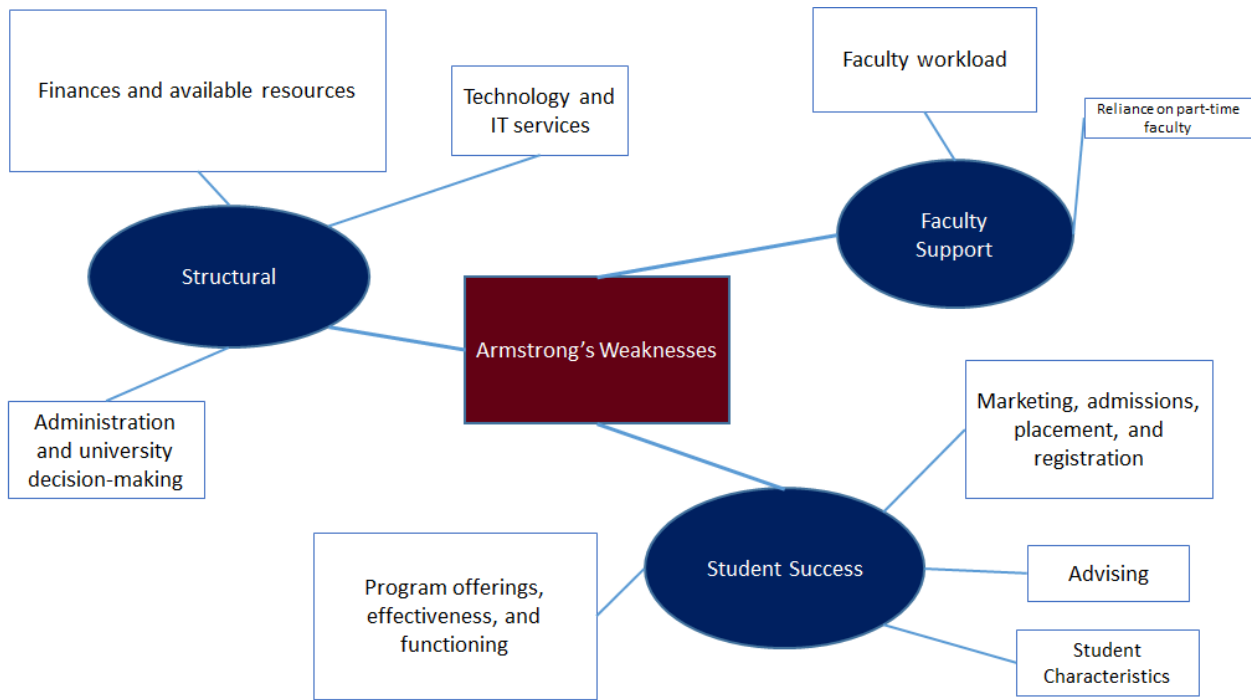 Finances and available resources
Technology and
IT services
Faculty workload
Reliance on part-time
faculty
Structural
Faculty
Support
Armstrong's Weaknesses
Administration
and university
decision-making
Marketing, admissions,
placement, and
registration
Program offerings,
effectiveness, and
functioning
Student Success
Advising
Student
Characteristics